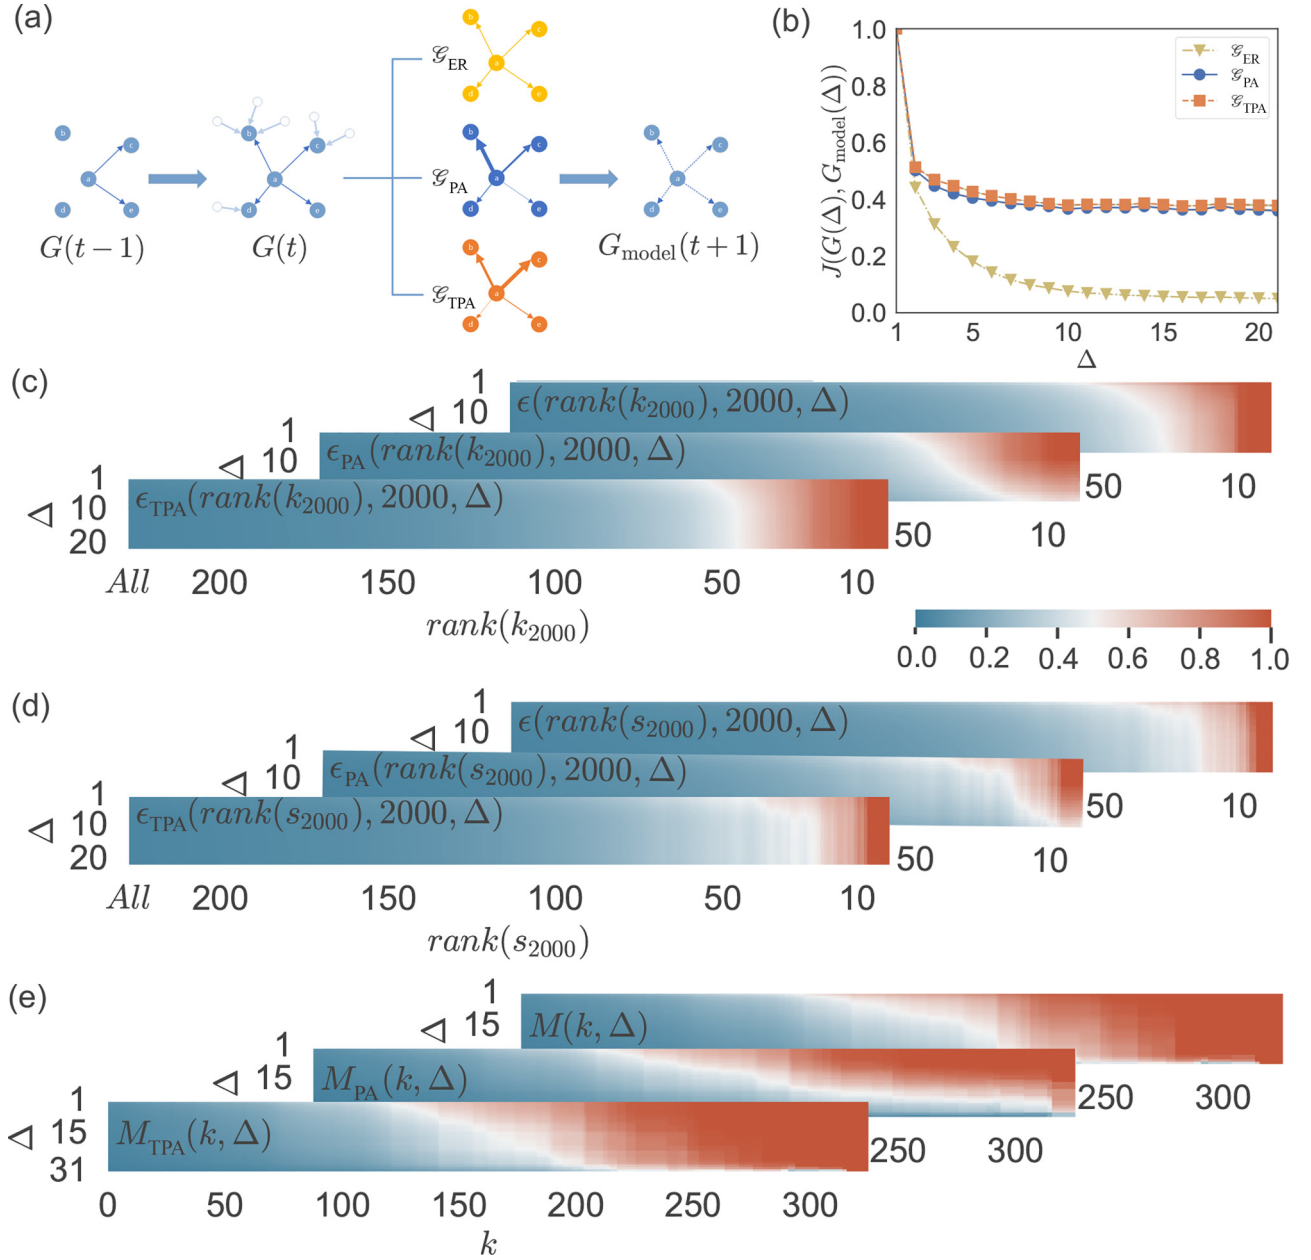 (a)
b
c
a
d
e
G(t − 1)
b
c
a
d
e
G(t)
b
c
a
d
e
𝒢ER
b
c
a
d
e
𝒢PA
b
c
a
d
e
𝒢TPA
b
c
a
d
e
Gmodel(t + 1)
(b)
1.0
0.8
0.6
0.4
0.2
0.0
J(G(Δ), Gmodel(Δ))
1 5 10 15 20
Δ
𝒢ER
𝒢PA
𝒢TPA
(c)
1
10
Δ
ϵ(rank(k2000), 2000, Δ)
50 10
1
10
Δ
ϵPA(rank(k2000), 2000, Δ)
50 10
1
10
20
Δ
ϵTPA(rank(k2000), 2000, Δ)
All 200 150 100 50 10
rank(k2000)
0.0 0.2 0.4 0.6 0.8 1.0
(d)
1
10
Δ
ϵ(rank(s2000), 2000, Δ)
50 10
1
10
Δ
ϵPA(rank(s2000), 2000, Δ)
50 10
1
10
20
Δ
ϵTPA(rank(s2000), 2000, Δ)
All 200 150 100 50 10
rank(s2000)
(e)
1
15
Δ
M(k, Δ)
250 300
1
15
Δ
MPA(k, Δ)
250 300
1
15
31
Δ
MTPA(k, Δ)
0 50 100 150 200 250 300
k